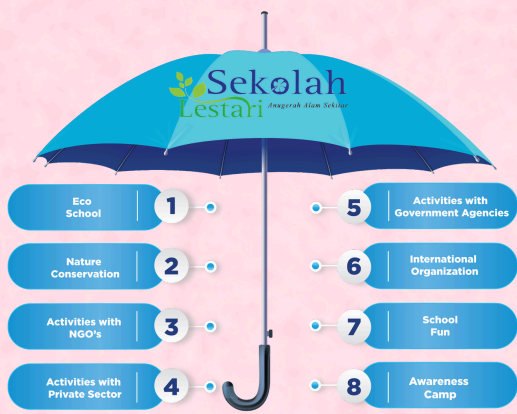 Sekolah
Lestari
Anugerah Alam Sekitar
Eco
School
1
Nature
Conservation
2
Activities with
NGO's
3
Activities with
Private Sector
4
5
Activities with
Government Agencies
6
International
Organization
7
School
Fun
8
Awareness
Camp